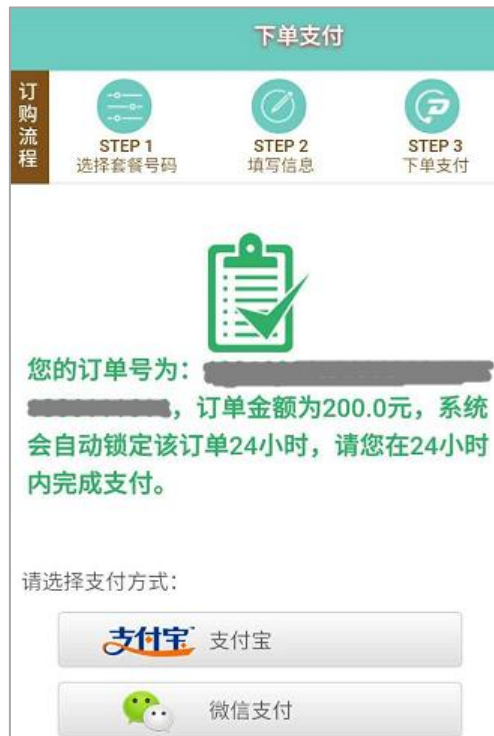 下单支付
订购流程
STEP 1
选择套餐号码
STEP 2
填写信息
STEP 3
下单支付
您的订单号为：
，订单金额为200.0元，系统
会自动锁定该订单24小时，请您在24小时
内完成支付。
请选择支付方式：
支付宝 支付宝
微信支付